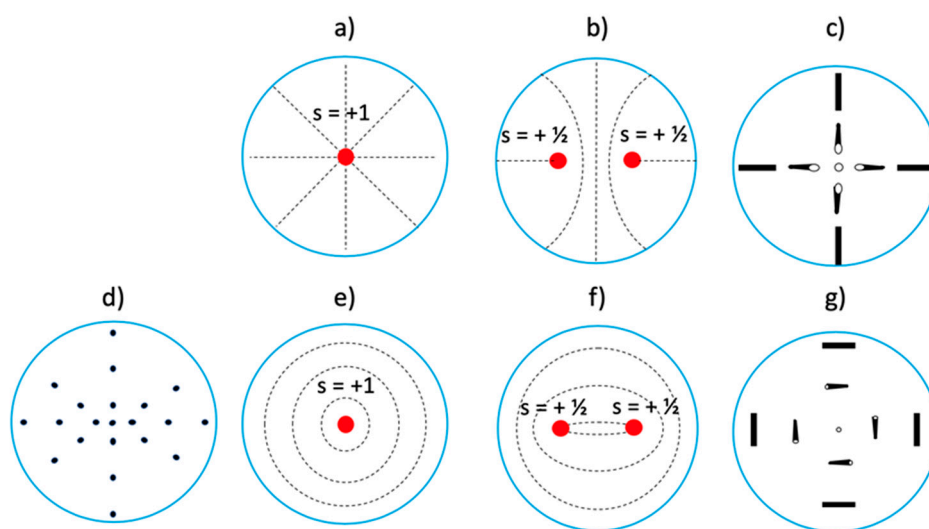 a)
b)
c)
s = +1
s = + ½
s = + ½
d)
e)
f)
g)
s = +1
s = + ½
s = + ½